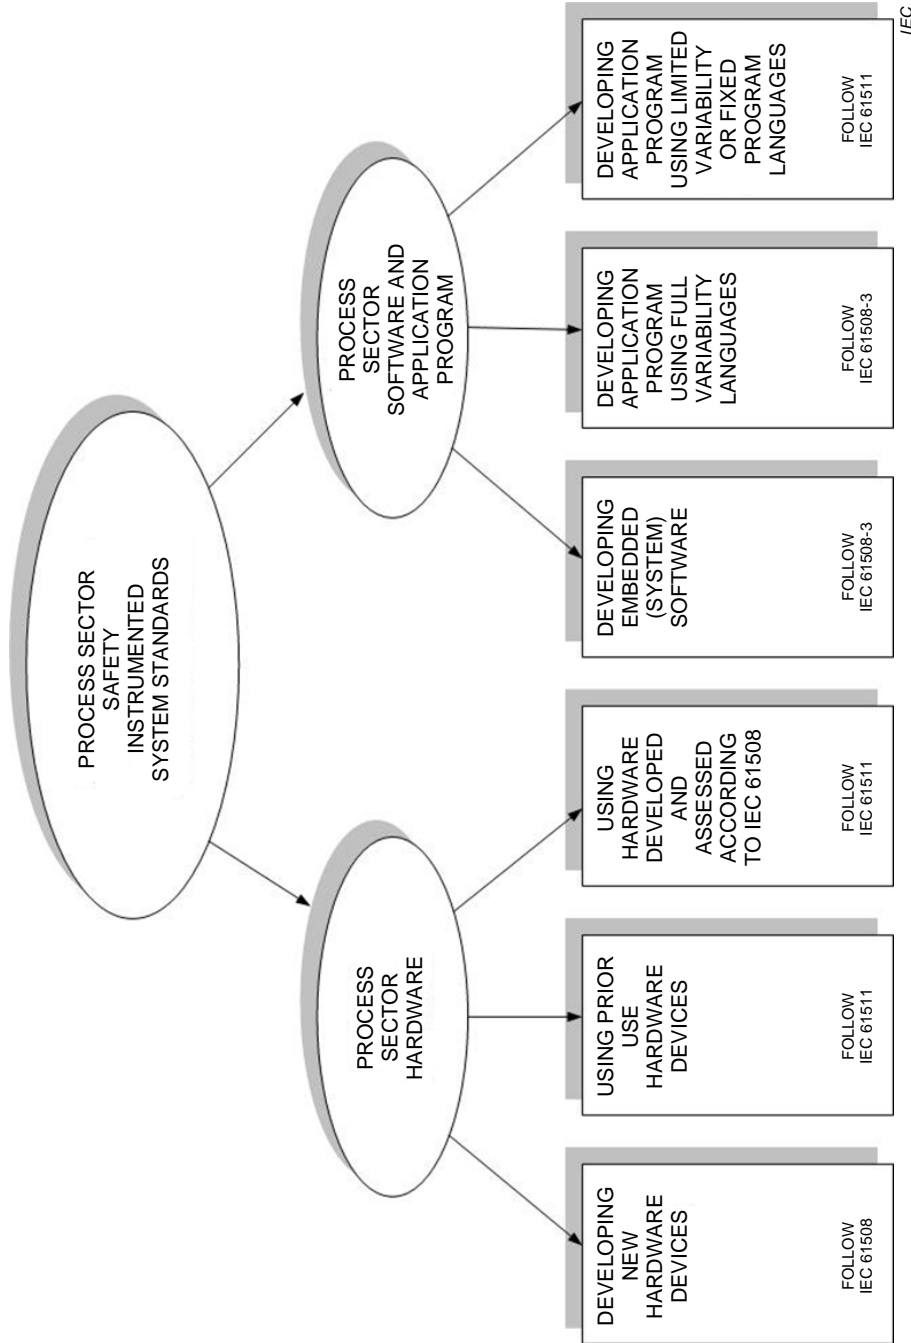 PROCESS SECTOR
SAFETY
INSTRUMENTED
SYSTEM STANDARDS
PROCESS
SECTOR
HARDWARE
PROCESS
SECTOR
SOFTWARE AND
APPLICATION
PROGRAM
DEVELOPING
NEW
HARDWARE
DEVICES
FOLLOW
IEC 61508
USING PRIOR
USE
HARDWARE
DEVICES
FOLLOW
IEC 61511
USING
HARDWARE
DEVELOPED
AND
ASSESSED
ACCORDING
TO IEC 61508
FOLLOW
IEC 61511
DEVELOPING
EMBEDDED
(SYSTEM)
SOFTWARE
FOLLOW
IEC 61508-3
DEVELOPING
APPLICATION
PROGRAM
USING FULL
VARIABILITY
LANGUAGES
FOLLOW
IEC 61508-3
DEVELOPING
APPLICATION
PROGRAM
USING LIMITED
VARIABILITY
OR FIXED
PROGRAM
LANGUAGES
FOLLOW
IEC 61511
IEC